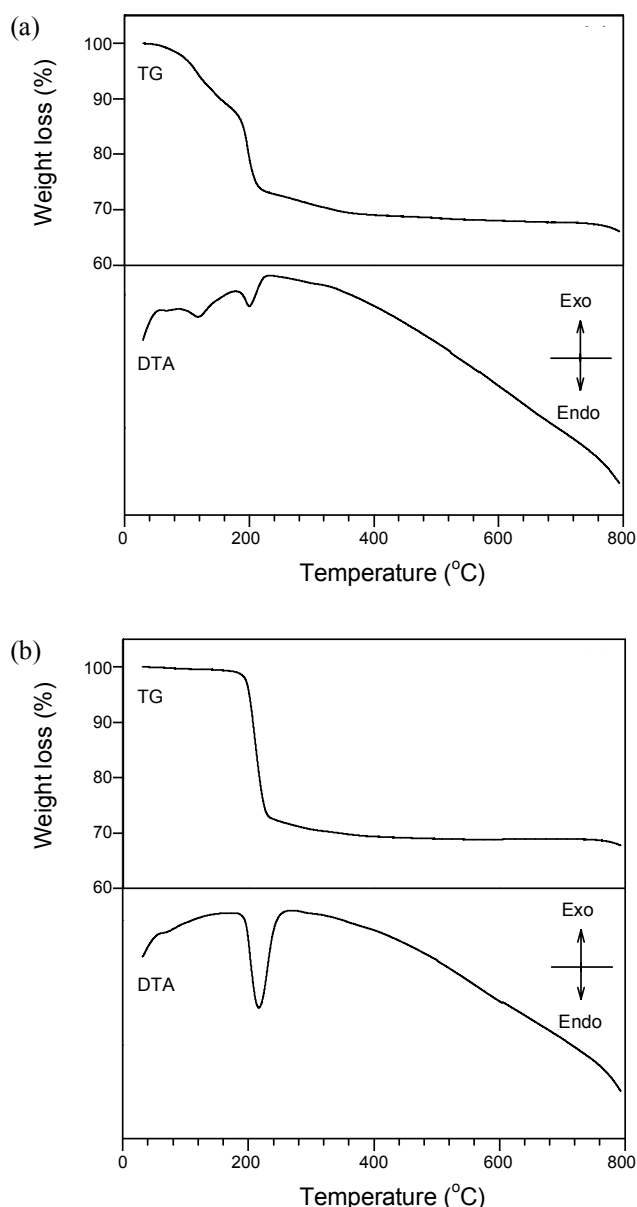 (a)
100
TG
90
80
70
60
Weight loss (%)
Exo
DTA
Endo
0 200 400 600 800
Temperature (°C)
(b)
100
TG
90
80
70
60
Weight loss (%)
Exo
DTA
Endo
0 200 400 600 800
Temperature (°C)